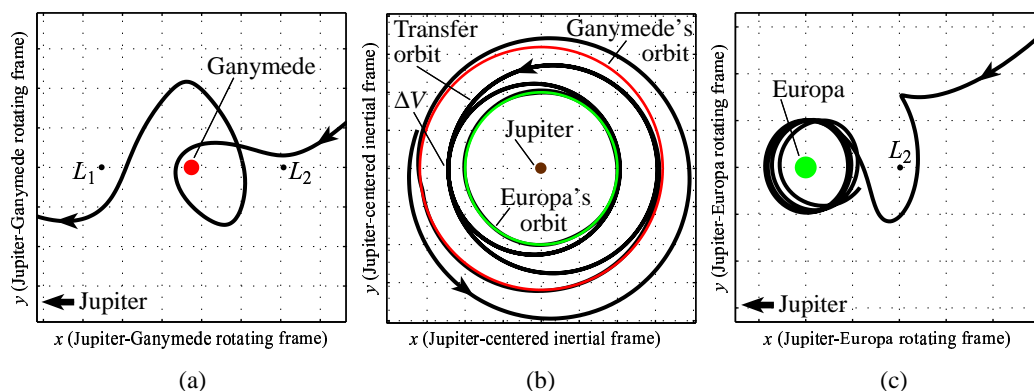 y (Jupiter-Ganymede rotating frame)
Ganymede
L1
L2
Jupiter
x (Jupiter-Ganymede rotating frame)
(a)
y (Jupiter-centered inertial frame)
Transfer
orbit
Ganymede's
orbit
ΔV
Jupiter
Europa's
orbit
x (Jupiter-centered inertial frame)
(b)
y (Jupiter-Europa rotating frame)
Europa
L2
Jupiter
x (Jupiter-Europa rotating frame)
(c)